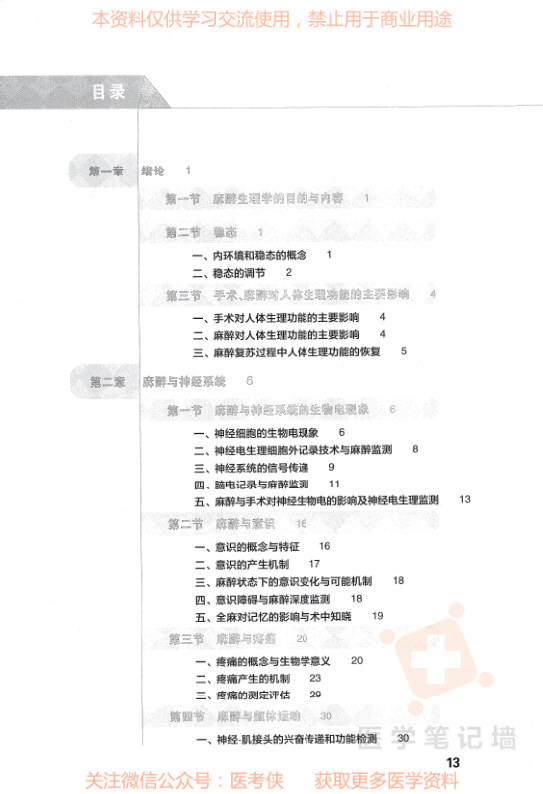 本资料仅供学习交流使用，禁止用于商业用途
目录
第一章 绪论 1
第一节 麻醉生理学的目的与内容 1
第二节 稳态 1
一、内环境和稳态的概念 1
二、稳态的调节 2
第三节 手术、麻醉对人体生理功能的主要影响 4
一、手术对人体生理功能的主要影响 4
二、麻醉对人体生理功能的主要影响 4
三、麻醉复苏过程中人体生理功能的恢复 5
第二章 麻醉与神经系统 6
第一节 麻醉与神经系统的生物电现象 6
一、神经细胞的生物电现象 6
二、神经电生理细胞外记录技术与麻醉监测 8
三、神经系统的信号传递 9
四、脑电记录与麻醉监测 11
五、麻醉与手术对神经生物电的影响及神经电生理监测 13
第二节 麻醉与意识 16
一、意识的概念与特征 16
二、意识的产生机制 17
三、麻醉状态下的意识变化与可能机制 18
四、意识障碍与麻醉深度监测 18
五、全麻对记忆的影响与术中知晓 19
第三节 麻醉与疼痛 20
一、疼痛的概念与生物学意义 20
二、疼痛产生的机制 23
三、疼痛的测定评估 29
第四节 麻醉与躯体运动 30
一、神经-肌接头的兴奋传递和功能检测 30
医学笔记墙
13
关注微信公众号：医考侠 获取更多医学资料